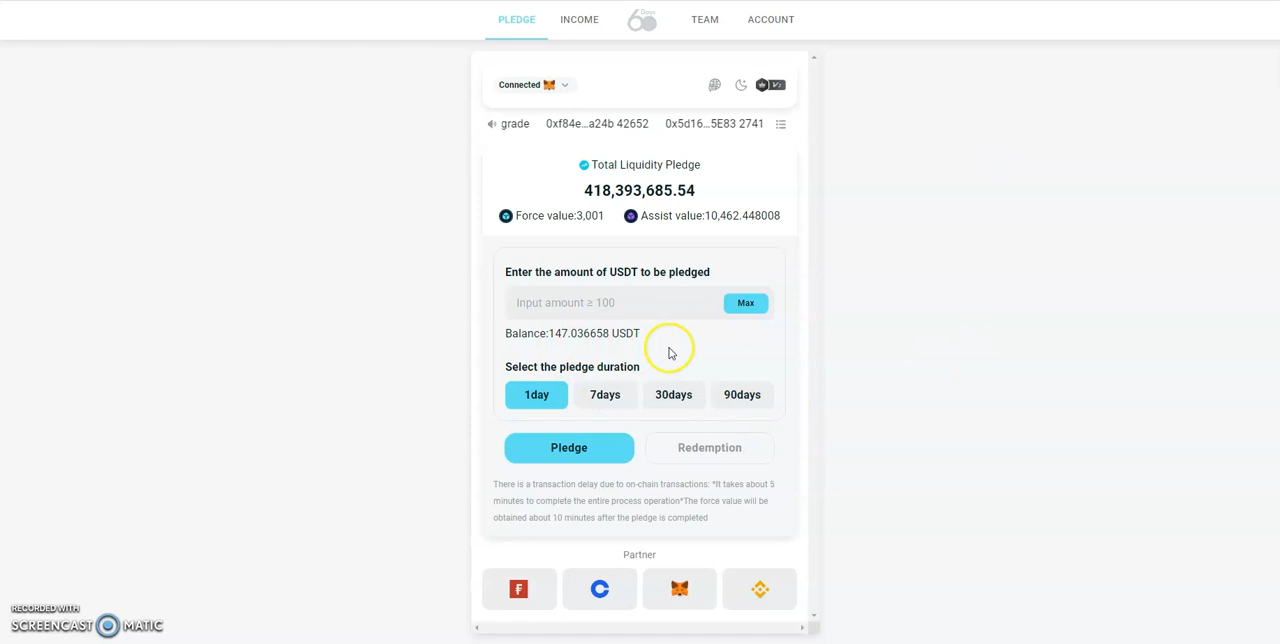 PLEDGE INCOME 60 Days TEAM ACCOUNT
Connected
grade 0xf84e...a24b 42652 0x5d16...5E83 2741
Total Liquidity Pledge
418,393,685.54
Force value:3,001 Assist value:10,462.448008
Enter the amount of USDT to be pledged
Input amount ≥ 100 Max
Balance:147.036658 USDT
Select the pledge duration
1day 7days 30days 90days
Pledge Redemption
There is a transaction delay due to on-chain transactions: *It takes about 5
minutes to complete the entire process operation*The force value will be
obtained about 10 minutes after the pledge is completed
Partner
RECORDED WITH
SCREENCAST MATIC